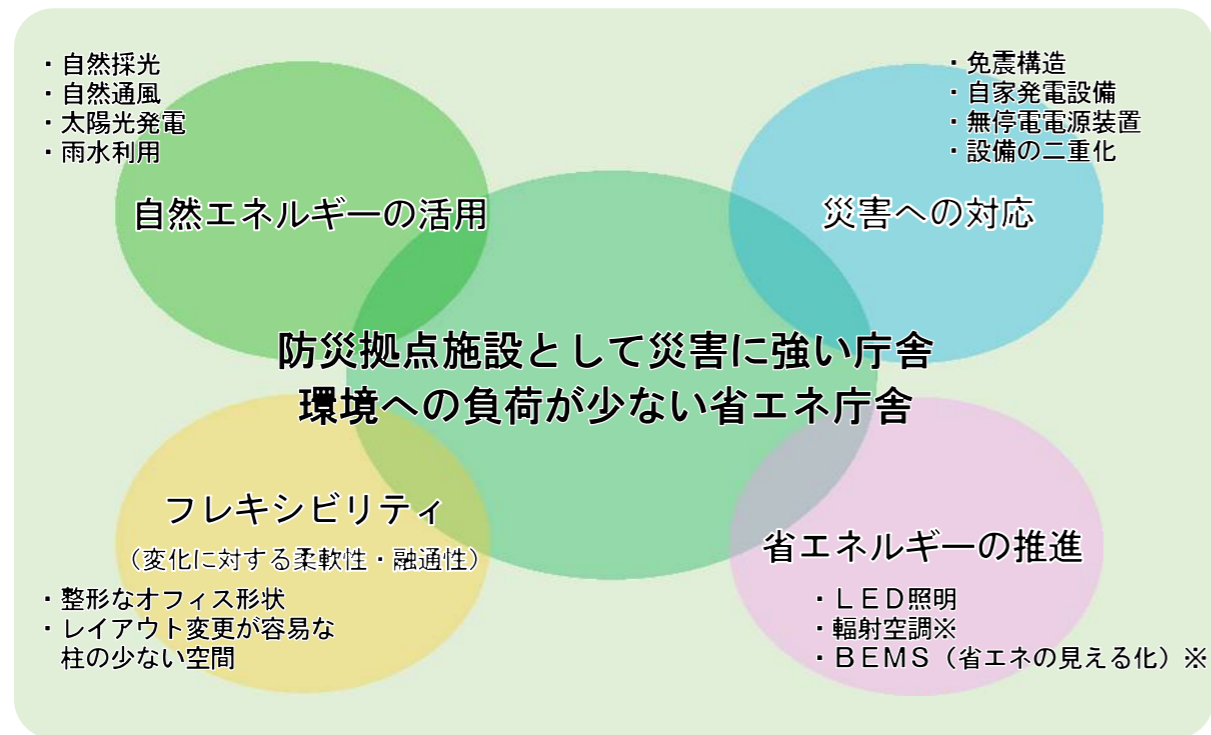 ・自然採光
・自然通風
・太陽光発電
・雨水利用
自然エネルギーの活用
・免震構造
・自家発電設備
・無停電電源装置
・設備の二重化
災害への対応
防災拠点施設として災害に強い庁舎
環境への負荷が少ない省エネ庁舎
フレキシビリティ
（変化に対する柔軟性・融通性）
・整形なオフィス形状
・レイアウト変更が容易な
柱の少ない空間
省エネルギーの推進
・ＬＥＤ照明
・輻射空調※
・ＢＥＭＳ（省エネの見える化）※